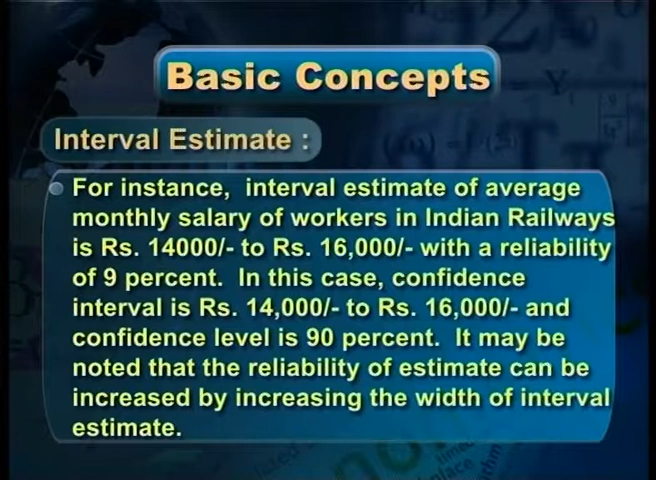 Basic Concepts
Interval Estimate :
For instance, interval estimate of average
monthly salary of workers in Indian Railways
is Rs. 14000/- to Rs. 16,000/- with a reliability
of 9 percent. In this case, confidence
interval is Rs. 14,000/- to Rs. 16,000/- and
confidence level is 90 percent. It may be
noted that the reliability of estimate can be
increased by increasing the width of interval
estimate.